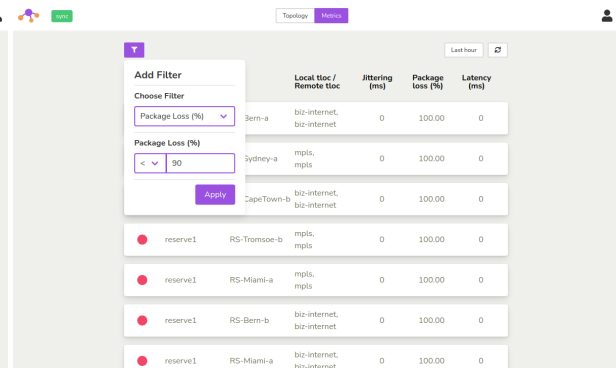 sync
Topology
Metrics
Last hour
Add Filter
Choose Filter
Package Loss (%)
Package Loss (%)
< 90
Apply
Local tloc /
Remote tloc
Jittering
(ms)
Package
loss (%)
Latency
(ms)
Bern-a
biz-internet,
biz-internet
0
100.00
0
Sydney-a
mpls,
mpls
0
100.00
0
CapeTown-b
biz-internet,
biz-internet
0
100.00
0
reserve1
RS-Tromsoe-b
mpls,
mpls
0
100.00
0
reserve1
RS-Miami-a
mpls,
mpls
0
100.00
0
reserve1
RS-Bern-b
biz-internet,
biz-internet
0
100.00
0
reserve1
RS-Miami-a
biz-internet,
biz-internet
0
100.00
0